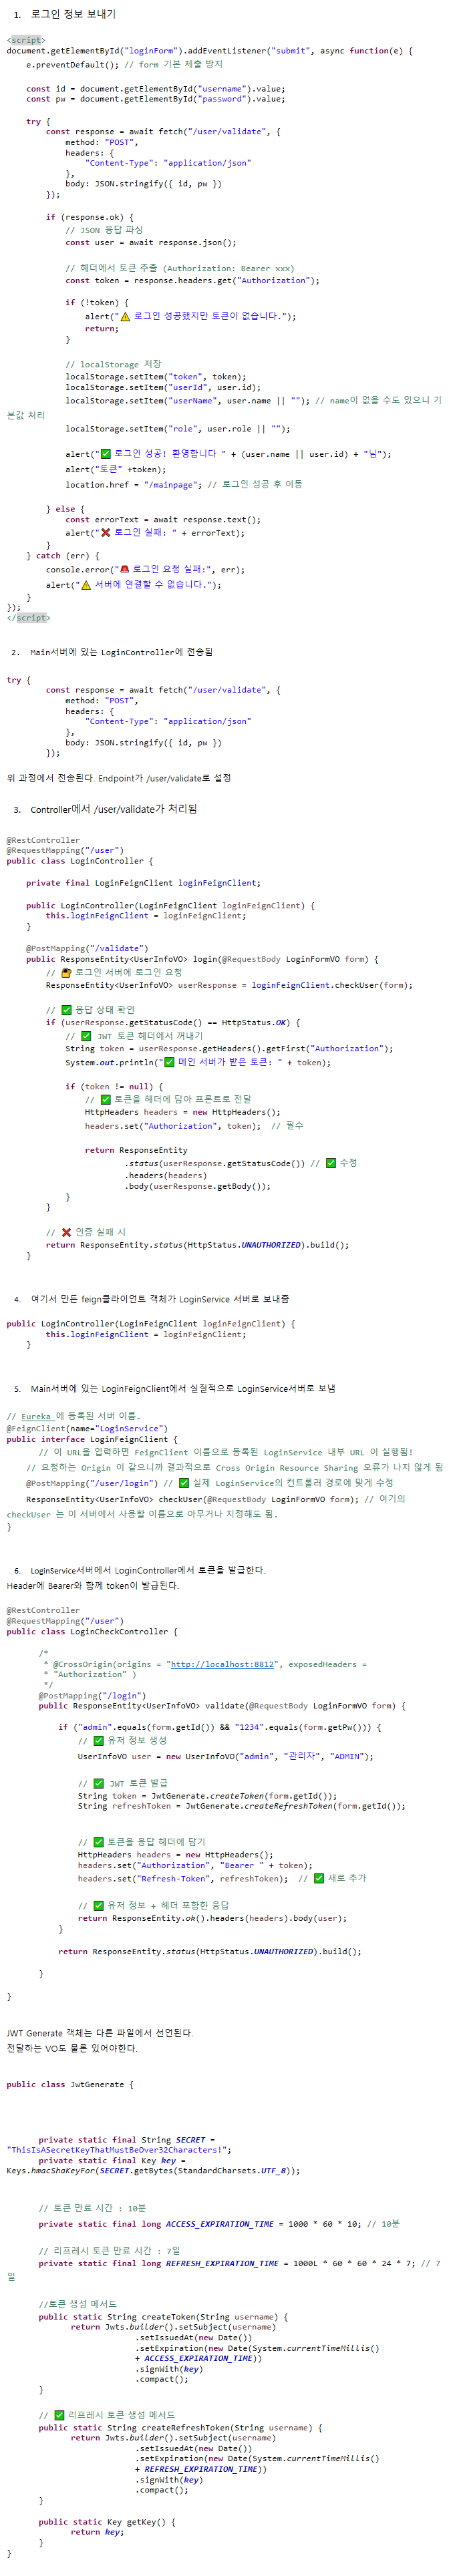 1. 로그인 정보 보내기
<script>
document.getElementById("loginForm").addEventListener("submit", async function(e) {
    e.preventDefault(); // form 기본 제출 방지
    const id = document.getElementById("username").value;
    const pw = document.getElementById("password").value;
    try {
        const response = await fetch("/user/validate", {
            method: "POST",
            headers: {
                "Content-Type": "application/json"
            },
            body: JSON.stringify({ id, pw })
        });
        if (response.ok) {
            // JSON 응답 파싱
            const user = await response.json();
            // 헤더에서 토큰 추출 (Authorization: Bearer xxx)
            const token = response.headers.get("Authorization");
            if (!token) {
                alert("⚠️ 로그인 성공했지만 토큰이 없습니다.");
                return;
            }
            // localStorage 저장
            localStorage.setItem("token", token);
            localStorage.setItem("userId", user.id);
            localStorage.setItem("userName", user.name || ""); // name이 없을 수도 있으니 기
본값 처리
            localStorage.setItem("role", user.role || "");
            alert("✅ 로그인 성공! 환영합니다 " + (user.name || user.id) + "님");
            alert("토큰" +token);
            location.href = "/mainpage"; // 로그인 성공 후 이동
        } else {
            const errorText = await response.text();
            alert("❌ 로그인 실패: " + errorText);
        }
    } catch (err) {
        console.error("🚨 로그인 요청 실패:", err);
        alert("⚠️ 서버에 연결할 수 없습니다.");
    }
});
</script>
2. Main서버에 있는 LoginController에 전송됨
try {
        const response = await fetch("/user/validate", {
            method: "POST",
            headers: {
                "Content-Type": "application/json"
            },
            body: JSON.stringify({ id, pw })
        });
위 과정에서 전송된다. Endpoint가 /user/validate로 설정
3. Controller에서 /user/validate가 처리됨
@RestController
@RequestMapping("/user")
public class LoginController {
    private final LoginFeignClient loginFeignClient;
    public LoginController(LoginFeignClient loginFeignClient) {
        this.loginFeignClient = loginFeignClient;
    }
    @PostMapping("/validate")
    public ResponseEntity<UserInfoVO> login(@RequestBody LoginFormVO form) {
        // 🔐 로그인 서버에 로그인 요청
        ResponseEntity<UserInfoVO> userResponse = loginFeignClient.checkUser(form);
        // ✅ 응답 상태 확인
        if (userResponse.getStatusCode() == HttpStatus.OK) {
            // ✅ JWT 토큰 헤더에서 꺼내기
            String token = userResponse.getHeaders().getFirst("Authorization");
            System.out.println("✅ 메인 서버가 받은 토큰: " + token);
            if (token != null) {
                // ✅ 토큰을 헤더에 담아 프론트로 전달
                HttpHeaders headers = new HttpHeaders();
                headers.set("Authorization", token);  // 필수
                return ResponseEntity
                        .status(userResponse.getStatusCode()) // ✅ 수정
                        .headers(headers)
                        .body(userResponse.getBody());
            }
        }
        // ❌ 인증 실패 시
        return ResponseEntity.status(HttpStatus.UNAUTHORIZED).build();
    }
4. 여기서 만든 feign클라이언트 객체가 LoginService 서버로 보내줌
public LoginController(LoginFeignClient loginFeignClient) {
        this.loginFeignClient = loginFeignClient;
    }
5. Main서버에 있는 LoginFeignClient에서 실질적으로 LoginService서버로 보냄
// Eureka 에 등록된 서버 이름.
@FeignClient(name="LoginService")
public interface LoginFeignClient {
    // 이 URL을 입력하면 FeignClient 이름으로 등록된 LoginService 내부 URL 이 실행됨!
    // 요청하는 Origin 이 같으니까 결과적으로 Cross Origin Resource Sharing 오류가 나지 않게 됨
    @PostMapping("/user/login") // ✅ 실제 LoginService의 컨트롤러 경로에 맞게 수정
    ResponseEntity<UserInfoVO> checkUser(@RequestBody LoginFormVO form); // 여기의
checkUser 는 이 서버에서 사용할 이름으로 아무거나 지정해도 됨.
}
6. LoginService서버에서 LoginController에서 토큰을 발급한다.
Header에 Bearer와 함께 token이 발급된다.
@RestController
@RequestMapping("/user")
public class LoginCheckController {
    /*
     * @CrossOrigin(origins = "http://localhost:8812", exposedHeaders =
     * "Authorization" )
     */
    @PostMapping("/login")
    public ResponseEntity<UserInfoVO> validate(@RequestBody LoginFormVO form) {
        if ("admin".equals(form.getId()) && "1234".equals(form.getPw())) {
            // ✅ 유저 정보 생성
            UserInfoVO user = new UserInfoVO("admin", "관리자", "ADMIN");
            // ✅ JWT 토큰 발급
            String token = JwtGenerate.createToken(form.getId());
            String refreshToken = JwtGenerate.createRefreshToken(form.getId());
            // ✅ 토큰을 응답 헤더에 담기
            HttpHeaders headers = new HttpHeaders();
            headers.set("Authorization", "Bearer " + token);
            headers.set("Refresh-Token", refreshToken);  // ✅ 새로 추가
            // ✅ 유저 정보 + 헤더 포함한 응답
            return ResponseEntity.ok().headers(headers).body(user);
        }
        return ResponseEntity.status(HttpStatus.UNAUTHORIZED).build();
    }
}
JWT Generate 객체는 다른 파일에서 선언된다.
전달하는 VO도 물론 있어야한다.
public class JwtGenerate {
    private static final String SECRET =
"ThisIsASecretKeyThatMustBeOver32Characters!";
    private static final Key key =
Keys.hmacShaKeyFor(SECRET.getBytes(StandardCharsets.UTF_8));
    // 토큰 만료 시간 : 10분
    private static final long ACCESS_EXPIRATION_TIME = 1000 * 60 * 10; // 10분
    // 리프레시 토큰 만료 시간 : 7일
    private static final long REFRESH_EXPIRATION_TIME = 1000L * 60 * 60 * 24 * 7; // 7
일
    //토큰 생성 메서드
    public static String createToken(String username) {
        return Jwts.builder().setSubject(username)
                .setIssuedAt(new Date())
                .setExpiration(new Date(System.currentTimeMillis()
                + ACCESS_EXPIRATION_TIME))
                .signWith(key)
                .compact();
    }
    // ✅ 리프레시 토큰 생성 메서드
    public static String createRefreshToken(String username) {
        return Jwts.builder().setSubject(username)
                .setIssuedAt(new Date())
                .setExpiration(new Date(System.currentTimeMillis()
                + REFRESH_EXPIRATION_TIME))
                .signWith(key)
                .compact();
    }
    public static Key getKey() {
        return key;
    }
}